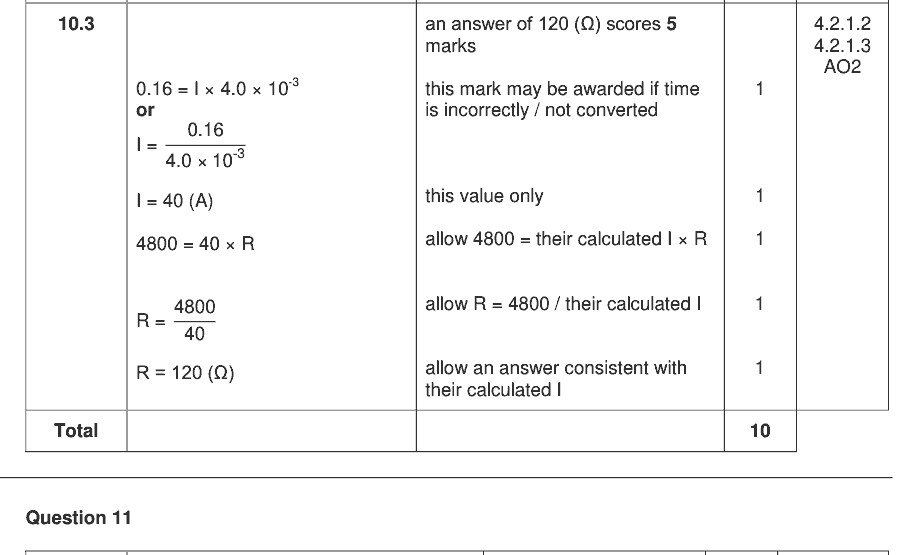 10.3
an answer of 120 (Ω) scores 5
marks
4.2.1.2
4.2.1.3
AO2
0.16 = I × 4.0 × 10⁻³
or
I = 0.16 / 4.0 × 10⁻³
this mark may be awarded if time
is incorrectly / not converted
1
I = 40 (A)
this value only
1
4800 = 40 × R
allow 4800 = their calculated I × R
1
R = 4800 / 40
allow R = 4800 / their calculated I
1
R = 120 (Ω)
allow an answer consistent with
their calculated I
1
Total
10
Question 11